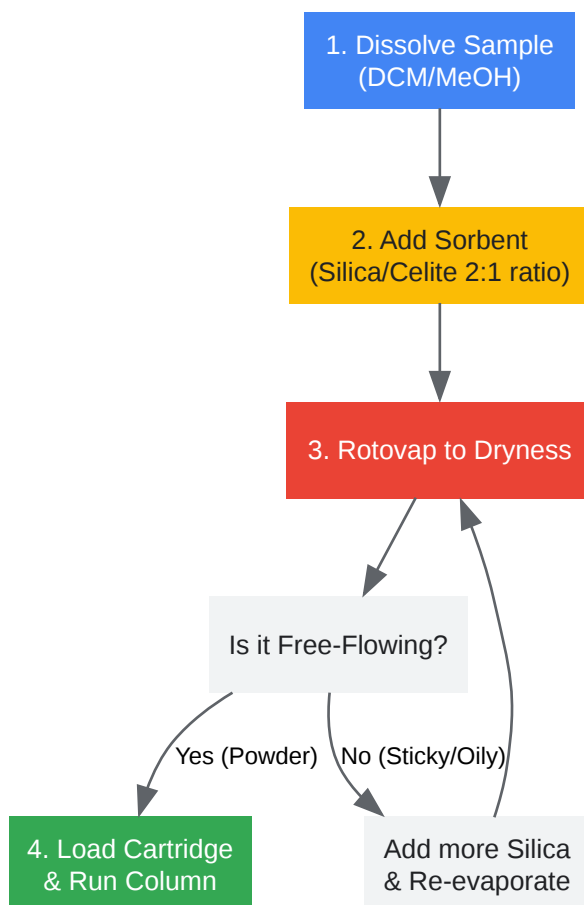 1. Dissolve Sample
(DCM/MeOH)
2. Add Sorbent
(Silica/Celite 2:1 ratio)
3. Rotovap to Dryness
Is it Free-Flowing?
Yes (Powder)
No (Sticky/Oily)
4. Load Cartridge
& Run Column
Add more Silica
& Re-evaporate